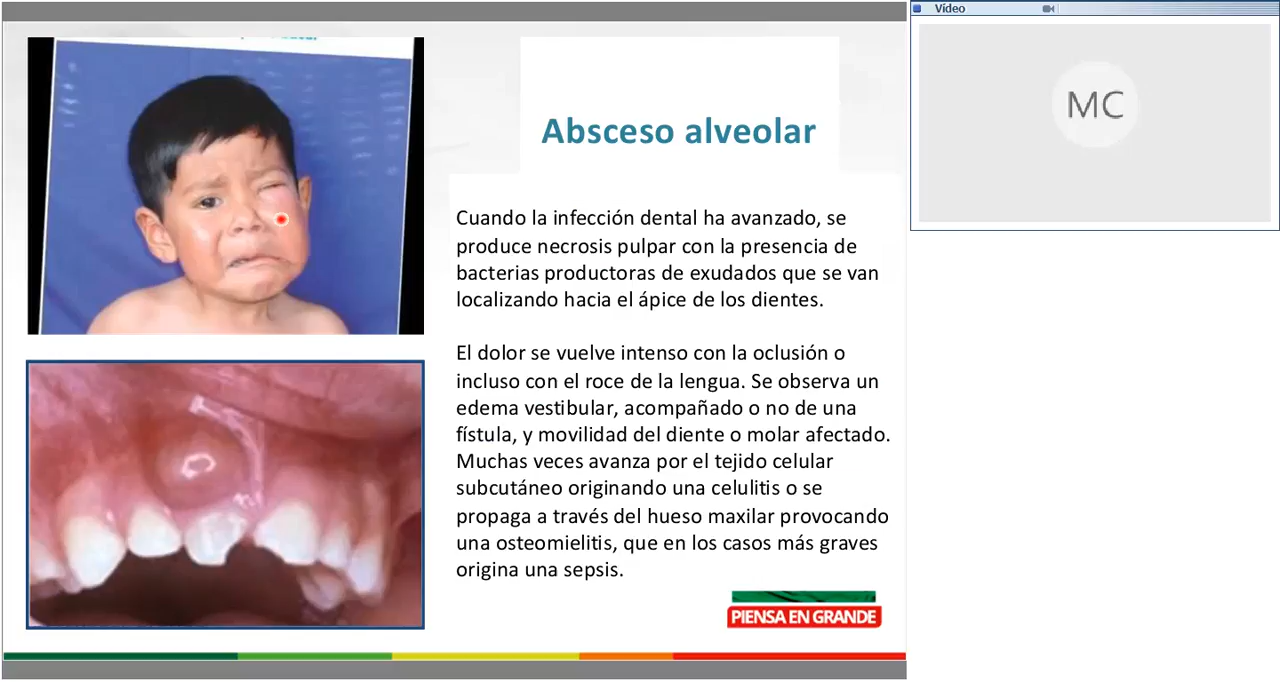 Vídeo
MC
Absceso alveolar
Cuando la infección dental ha avanzado, se
produce necrosis pulpar con la presencia de
bacterias productoras de exudados que se van
localizando hacia el ápice de los dientes.
El dolor se vuelve intenso con la oclusión o
incluso con el roce de la lengua. Se observa un
edema vestibular, acompañado o no de una
fístula, y movilidad del diente o molar afectado.
Muchas veces avanza por el tejido celular
subcutáneo originando una celulitis o se
propaga a través del hueso maxilar provocando
una osteomielitis, que en los casos más graves
origina una sepsis.
PIENSA EN GRANDE